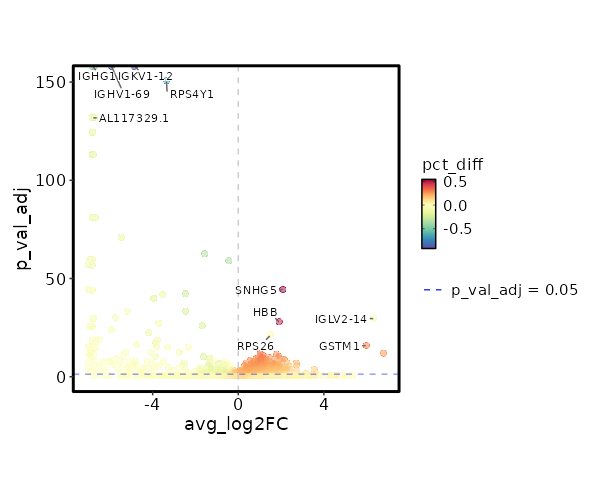 150
100
50
0
p_val_adj
IGHG1
IGKV1-12
IGHV1-69
RPS4Y1
AL117329.1
SNHG5
HBB
IGLV2-14
RPS26
GSTM1
-4
0
4
avg_log2FC
pct_diff
0.5
0.0
-0.5
p_val_adj = 0.05